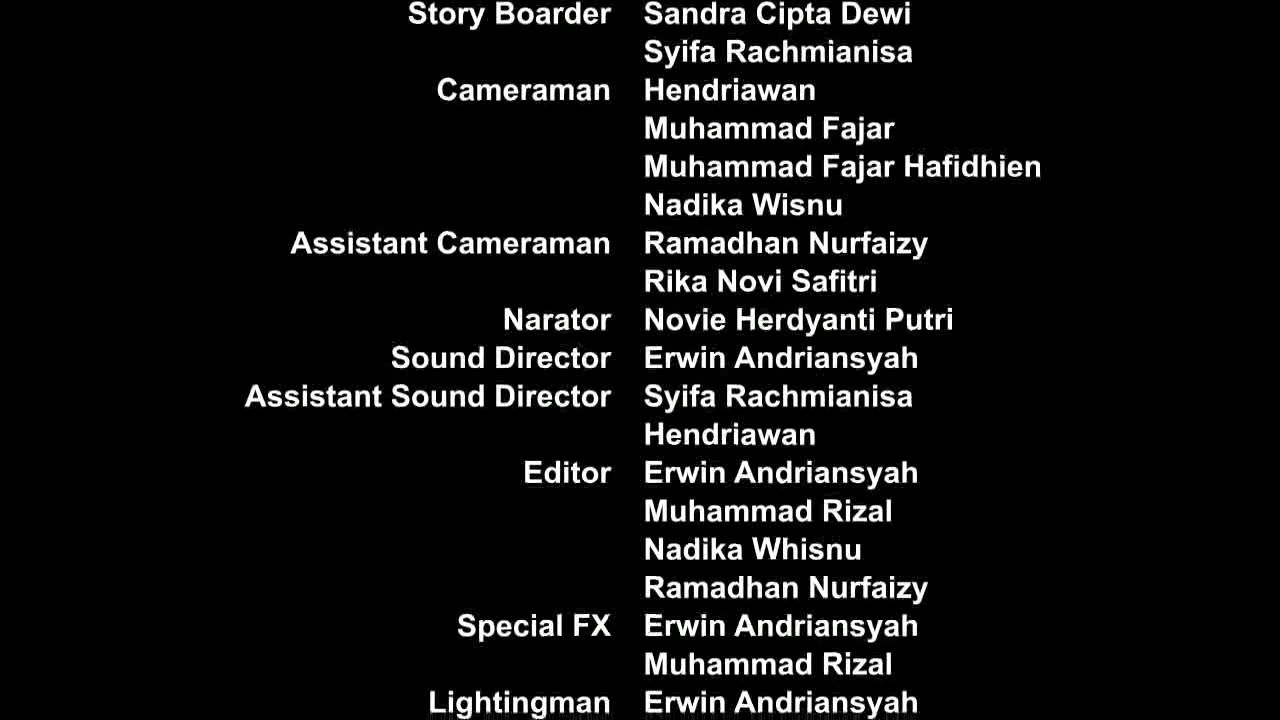 Story Boarder Sandra Cipta Dewi
Syifa Rachmianisa
Cameraman Hendriawan
Muhammad Fajar
Muhammad Fajar Hafidhien
Nadika Wisnu
Assistant Cameraman Ramadhan Nurfaizy
Rika Novi Safitri
Narator Novie Herdyanti Putri
Sound Director Erwin Andriansyah
Assistant Sound Director Syifa Rachmianisa
Hendriawan
Editor Erwin Andriansyah
Muhammad Rizal
Nadika Whisnu
Ramadhan Nurfaizy
Special FX Erwin Andriansyah
Muhammad Rizal
Lightingman Erwin Andriansyah